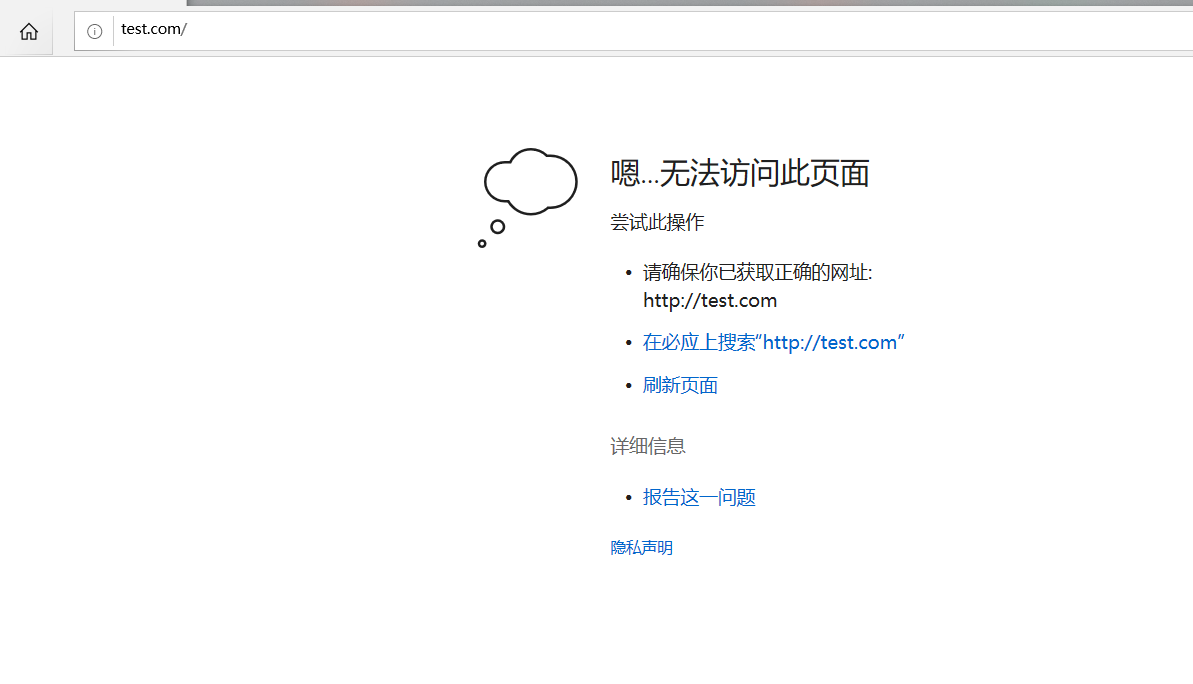 test.com/
嗯...无法访问此页面
尝试此操作
• 请确保你已获取正确的网址:
http://test.com
• 在必应上搜索"http://test.com"
• 刷新页面
详细信息
• 报告这一问题
隐私声明